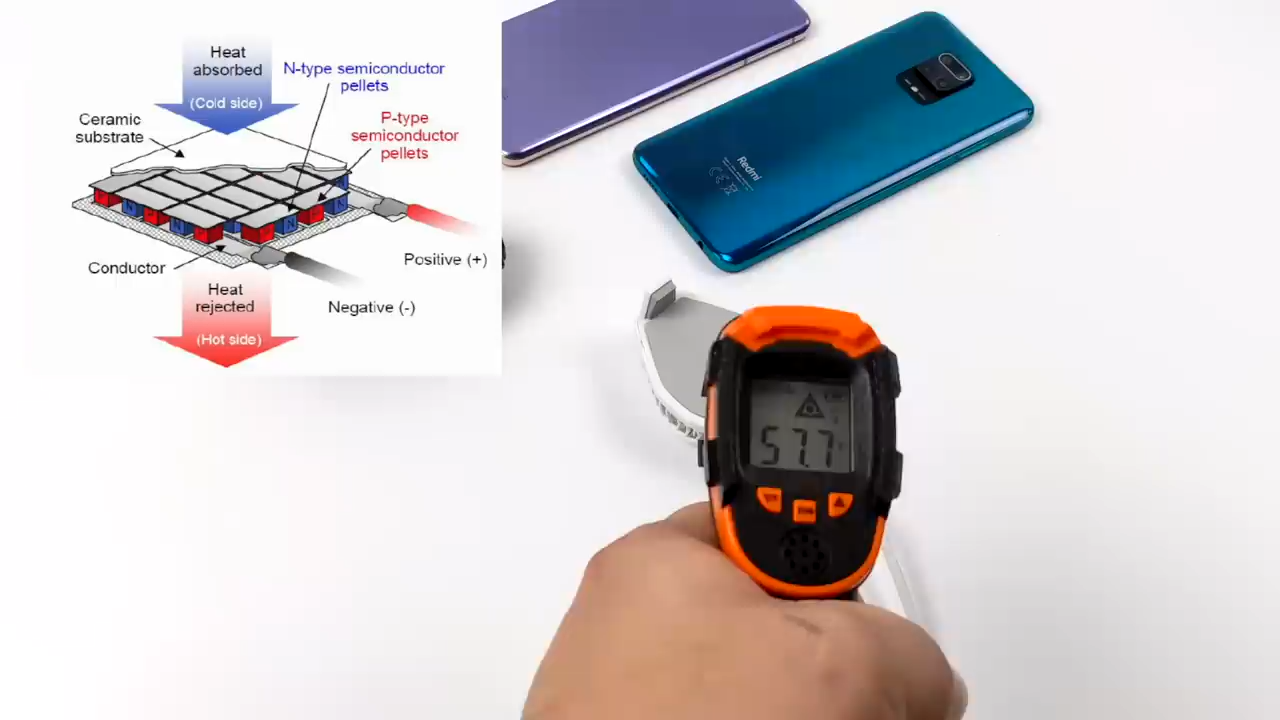 Heat
absorbed
(Cold side)
N-type semiconductor
pellets
P-type
semiconductor
pellets
Ceramic
substrate
Conductor
Positive (+)
Negative (-)
Heat
rejected
(Hot side)
Redmi
57.7